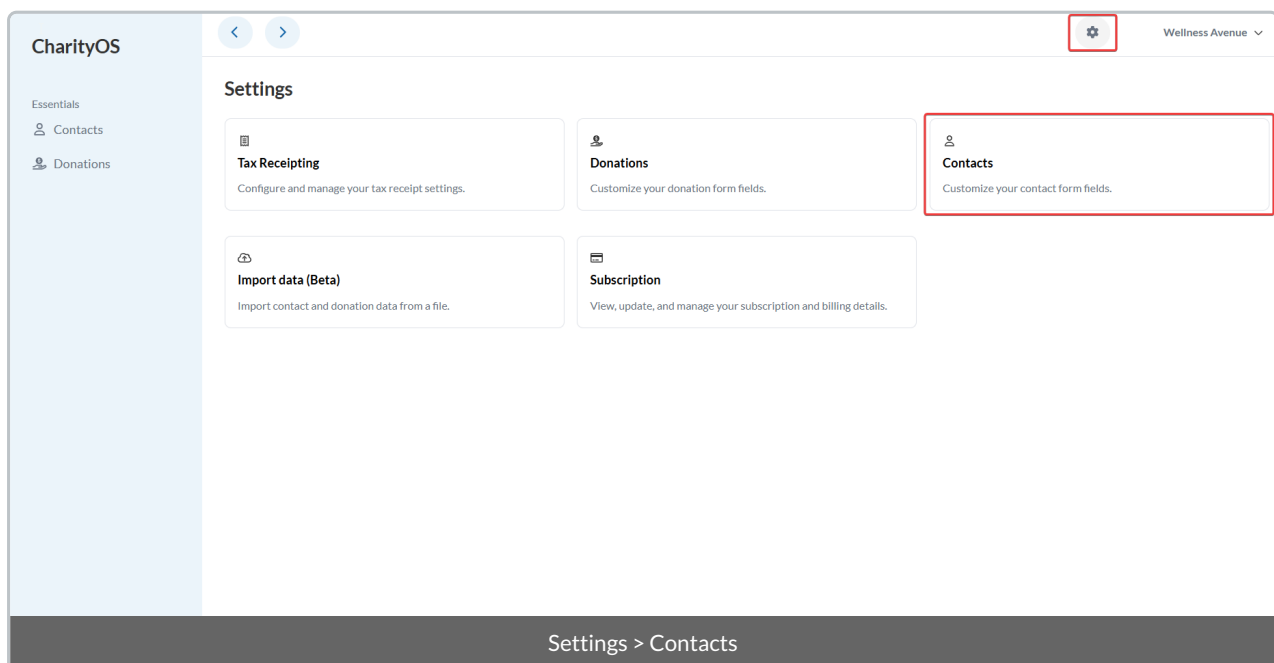 CharityOS
Wellness Avenue
Essentials
Contacts
Donations
Settings
Tax Receipting
Configure and manage your tax receipt settings.
Donations
Customize your donation form fields.
Contacts
Customize your contact form fields.
Import data (Beta)
Import contact and donation data from a file.
Subscription
View, update, and manage your subscription and billing details.
Settings > Contacts